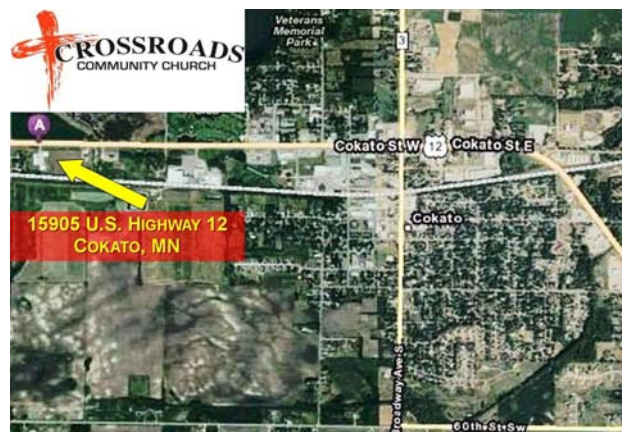 CROSSROADS
COMMUNITY CHURCH
Veterans
Memorial
Park
3
A
Cokato St W
12
Cokato St E
15905 U.S. HIGHWAY 12
COKATO, MN
Cokato
Broadway Ave S
60th St SW